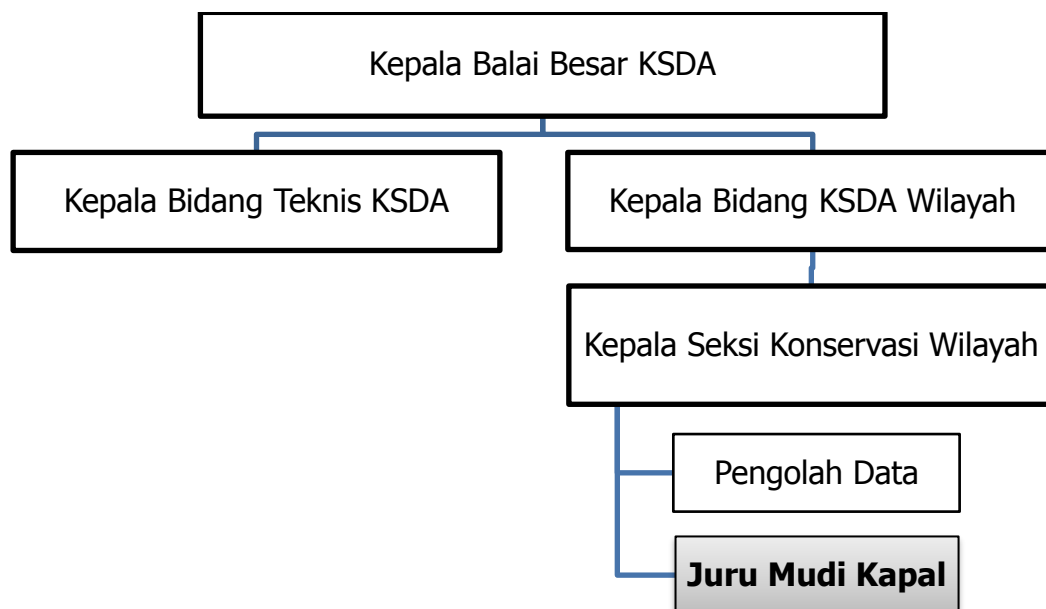 Kepala Balai Besar KSDA
Kepala Bidang Teknis KSDA
Kepala Bidang KSDA Wilayah
Kepala Seksi Konservasi Wilayah
Pengolah Data
Juru Mudi Kapal